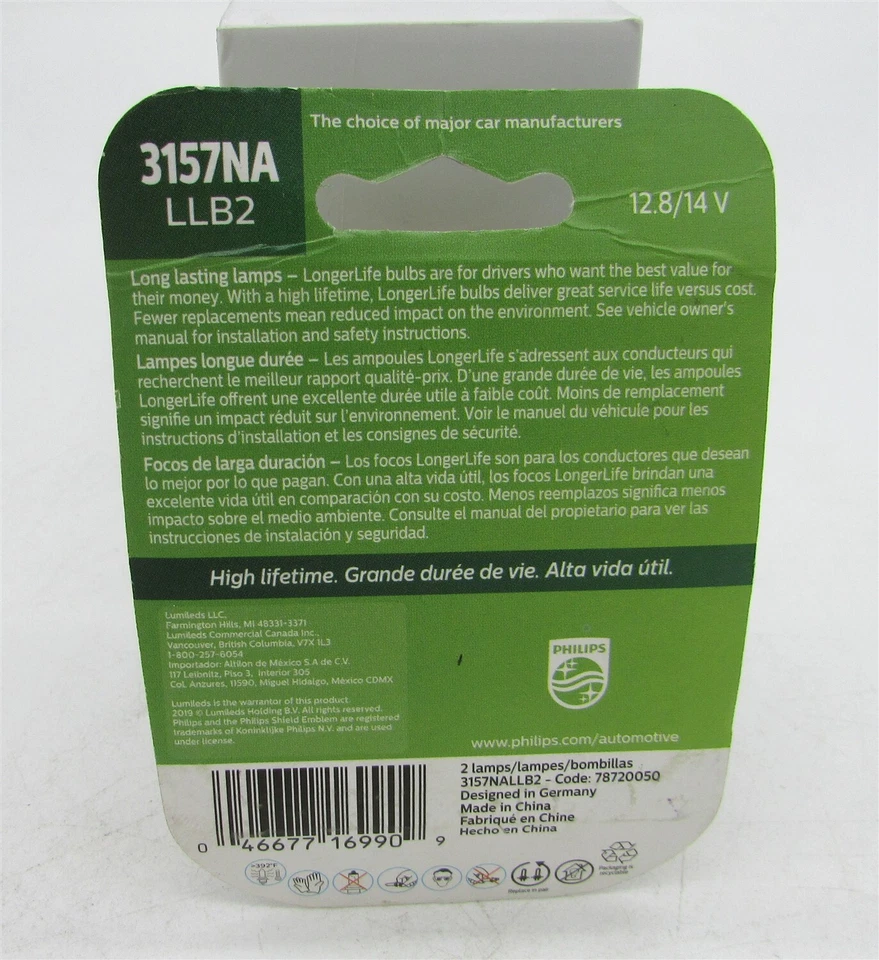 The choice of major car manufacturers
3157NA
LLB2
12.8/14 V
Long lasting lamps – LongerLife bulbs are for drivers who want the best value for
their money. With a high lifetime, LongerLife bulbs deliver great service life versus cost.
Fewer replacements mean reduced impact on the environment. See vehicle owner's
manual for installation and safety instructions.
Lampes longue durée – Les ampoules LongerLife s'adressent aux conducteurs qui
recherchent le meilleur rapport qualité-prix. D'une grande durée de vie, les ampoules
LongerLife offrent une excellente durée utile à faible coût. Moins de remplacement
signifie un impact réduit sur l'environnement. Voir le manuel du véhicule pour les
instructions d'installation et les consignes de sécurité.
Focos de larga duración – Los focos LongerLife son para los conductores que desean
lo mejor por lo que pagan. Con una alta vida útil, los focos LongerLife brindan una
excelente vida útil en comparación con su costo. Menos reemplazos significa menos
impacto sobre el medio ambiente. Consulte el manual del propietario para ver las
instrucciones de instalación y seguridad.
High lifetime. Grande durée de vie. Alta vida útil.
Lumileds LLC,
Farmington Hills, MI 48331-3371
Lumileds Commercial Canada Inc.,
Vancouver, British Columbia, V7X 1L3
1-800-257-6054
Importador: Altilon de México S.A de C.V.
117 Leibnitz, Piso 3, Interior 305
Col. Anzures, 11590, Miguel Hidalgo, México CDMX
Lumileds is the warrantor of this product.
2019 © Lumileds Holding B.V. All rights reserved.
Philips and the Philips Shield Emblem are registered
trademarks of Koninklijke Philips N.V. and are used
under license.
PHILIPS
www.philips.com/automotive
2 lamps/lampes/bombillas
3157NALLB2 - Code: 78720050
Designed in Germany
Made in China
Fabriqué en Chine
Hecho en China
0 46677 16990 9
>392°F
Replace in pair
Packaging is
recyclable